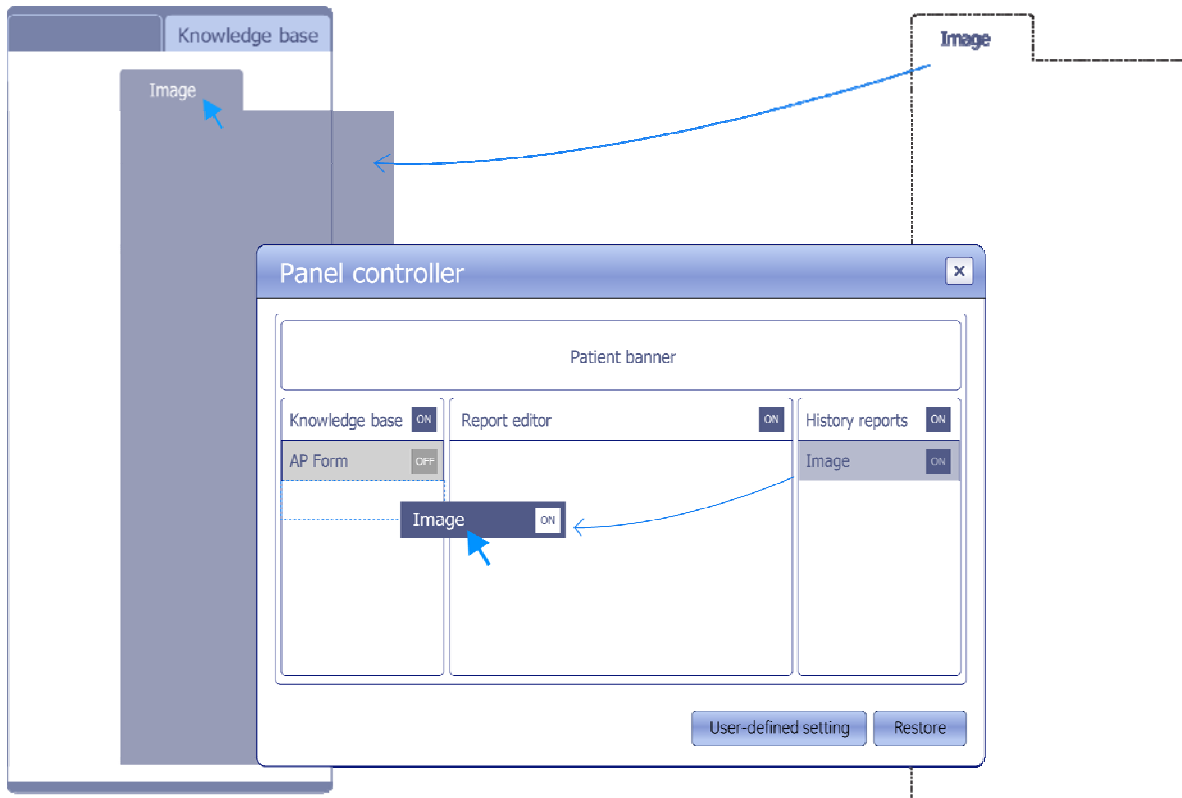 Knowledge base
Image
Image
Panel controller
Patient banner
Knowledge base ON
Report editor ON
History reports ON
AP Form OFF
Image ON
Image ON
User-defined setting
Restore